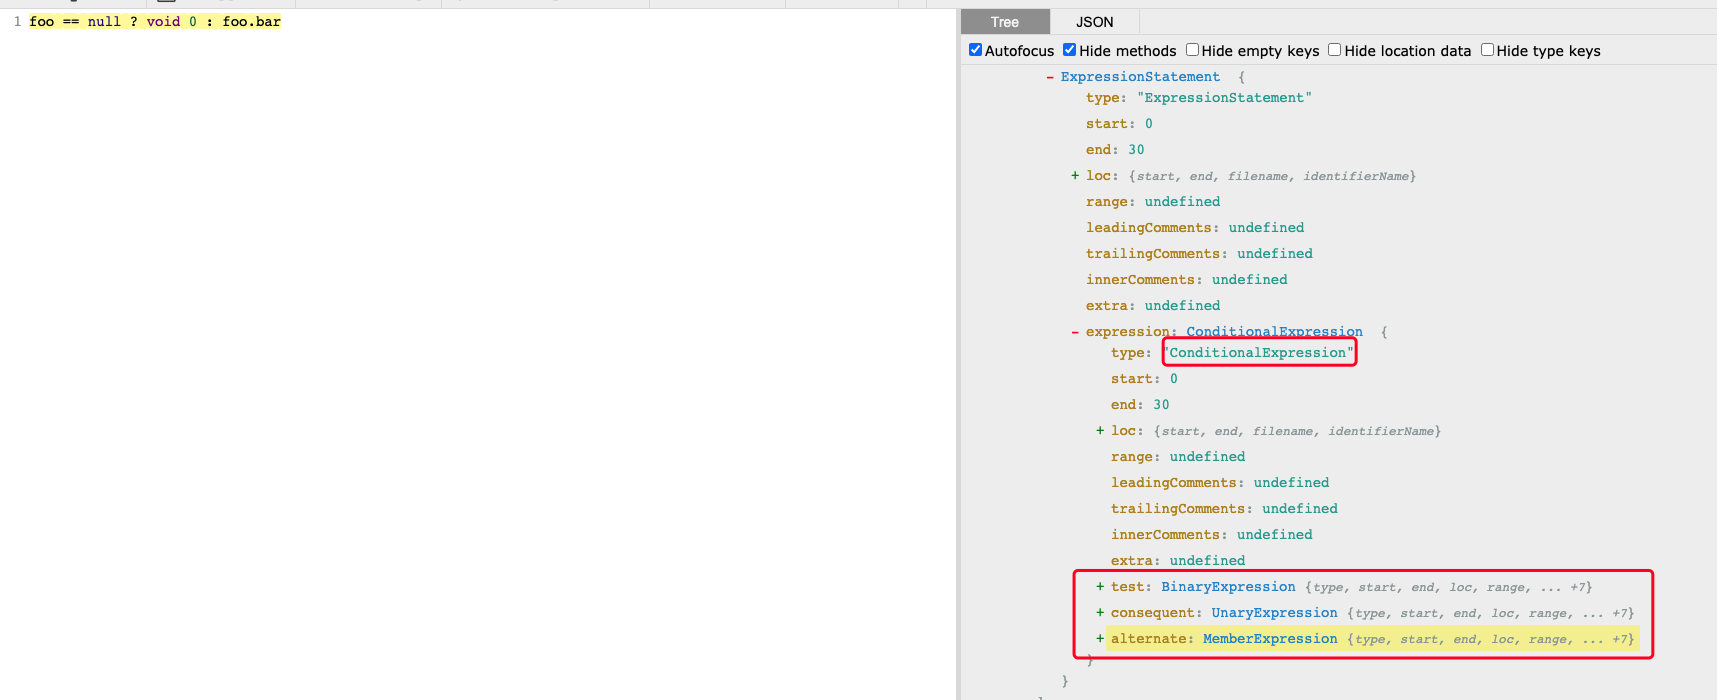 1 foo == null ? void 0 : foo.bar
Tree JSON
Autofocus Hide methods Hide empty keys Hide location data Hide type keys
- ExpressionStatement {
type: "ExpressionStatement"
start: 0
end: 30
+ loc: {start, end, filename, identifierName}
range: undefined
leadingComments: undefined
trailingComments: undefined
innerComments: undefined
extra: undefined
- expression: ConditionalExpression {
type: "ConditionalExpression"
start: 0
end: 30
+ loc: {start, end, filename, identifierName}
range: undefined
leadingComments: undefined
trailingComments: undefined
innerComments: undefined
extra: undefined
+ test: BinaryExpression {type, start, end, loc, range, ... +7}
+ consequent: UnaryExpression {type, start, end, loc, range, ... +7}
+ alternate: MemberExpression {type, start, end, loc, range, ... +7}
}
}